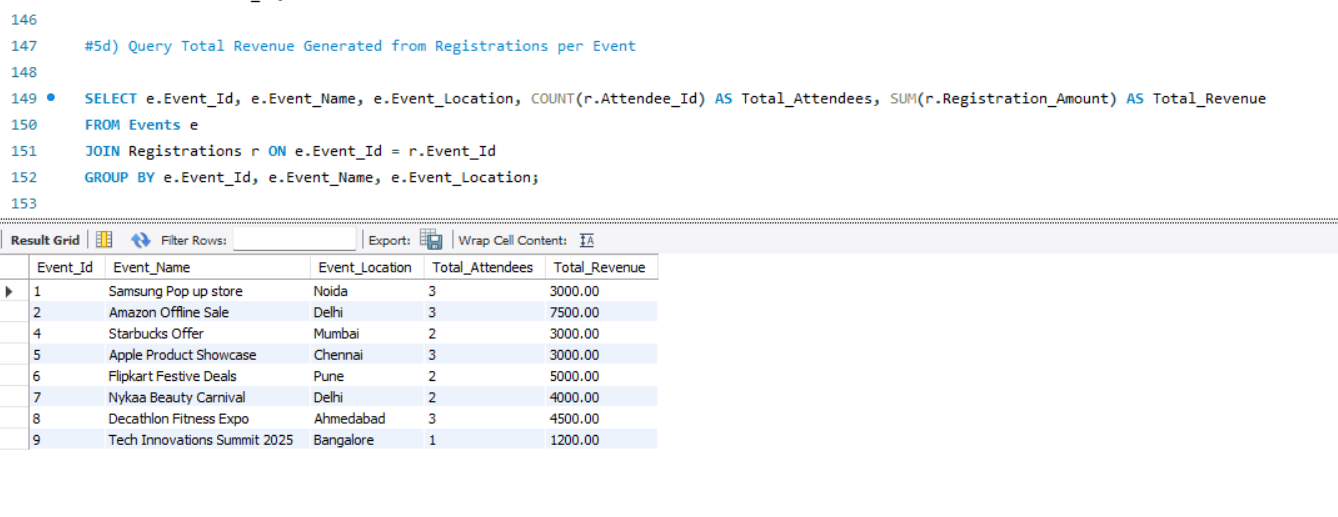 146
147 #5d) Query Total Revenue Generated from Registrations per Event
148
149 SELECT e.Event_Id, e.Event_Name, e.Event_Location, COUNT(r.Attendee_Id) AS Total_Attendees, SUM(r.Registration_Amount) AS Total_Revenue
150 FROM Events e
151 JOIN Registrations r ON e.Event_Id = r.Event_Id
152 GROUP BY e.Event_Id, e.Event_Name, e.Event_Location;
153
Result Grid Filter Rows: Export: Wrap Cell Content:
Event_Id Event_Name Event_Location Total_Attendees Total_Revenue
1 Samsung Pop up store Noida 3 3000.00
2 Amazon Offline Sale Delhi 3 7500.00
4 Starbucks Offer Mumbai 2 3000.00
5 Apple Product Showcase Chennai 3 3000.00
6 Flipkart Festive Deals Pune 2 5000.00
7 Nykaa Beauty Carnival Delhi 2 4000.00
8 Decathlon Fitness Expo Ahmedabad 3 4500.00
9 Tech Innovations Summit 2025 Bangalore 1 1200.00